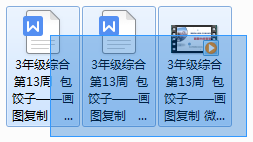 3年级综合
第13周  包
饺子——画
图复制    ...
3年级综合
第13周  包
饺子——画
图复制    ...
3年级综合
第13周  包
饺子——画
图复制 微...